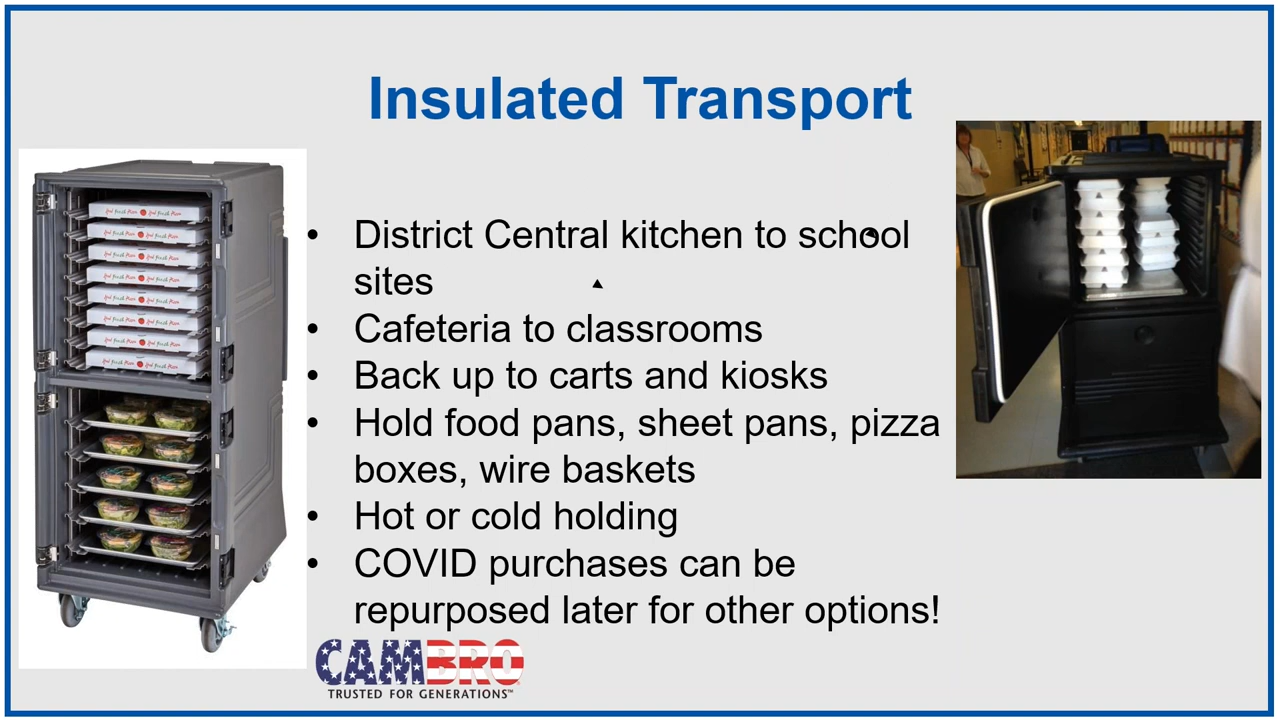 Insulated Transport
• District Central kitchen to school
sites
• Cafeteria to classrooms
• Back up to carts and kiosks
• Hold food pans, sheet pans, pizza
boxes, wire baskets
• Hot or cold holding
• COVID purchases can be
repurposed later for other options!
CAMBRO
TRUSTED FOR GENERATIONS™